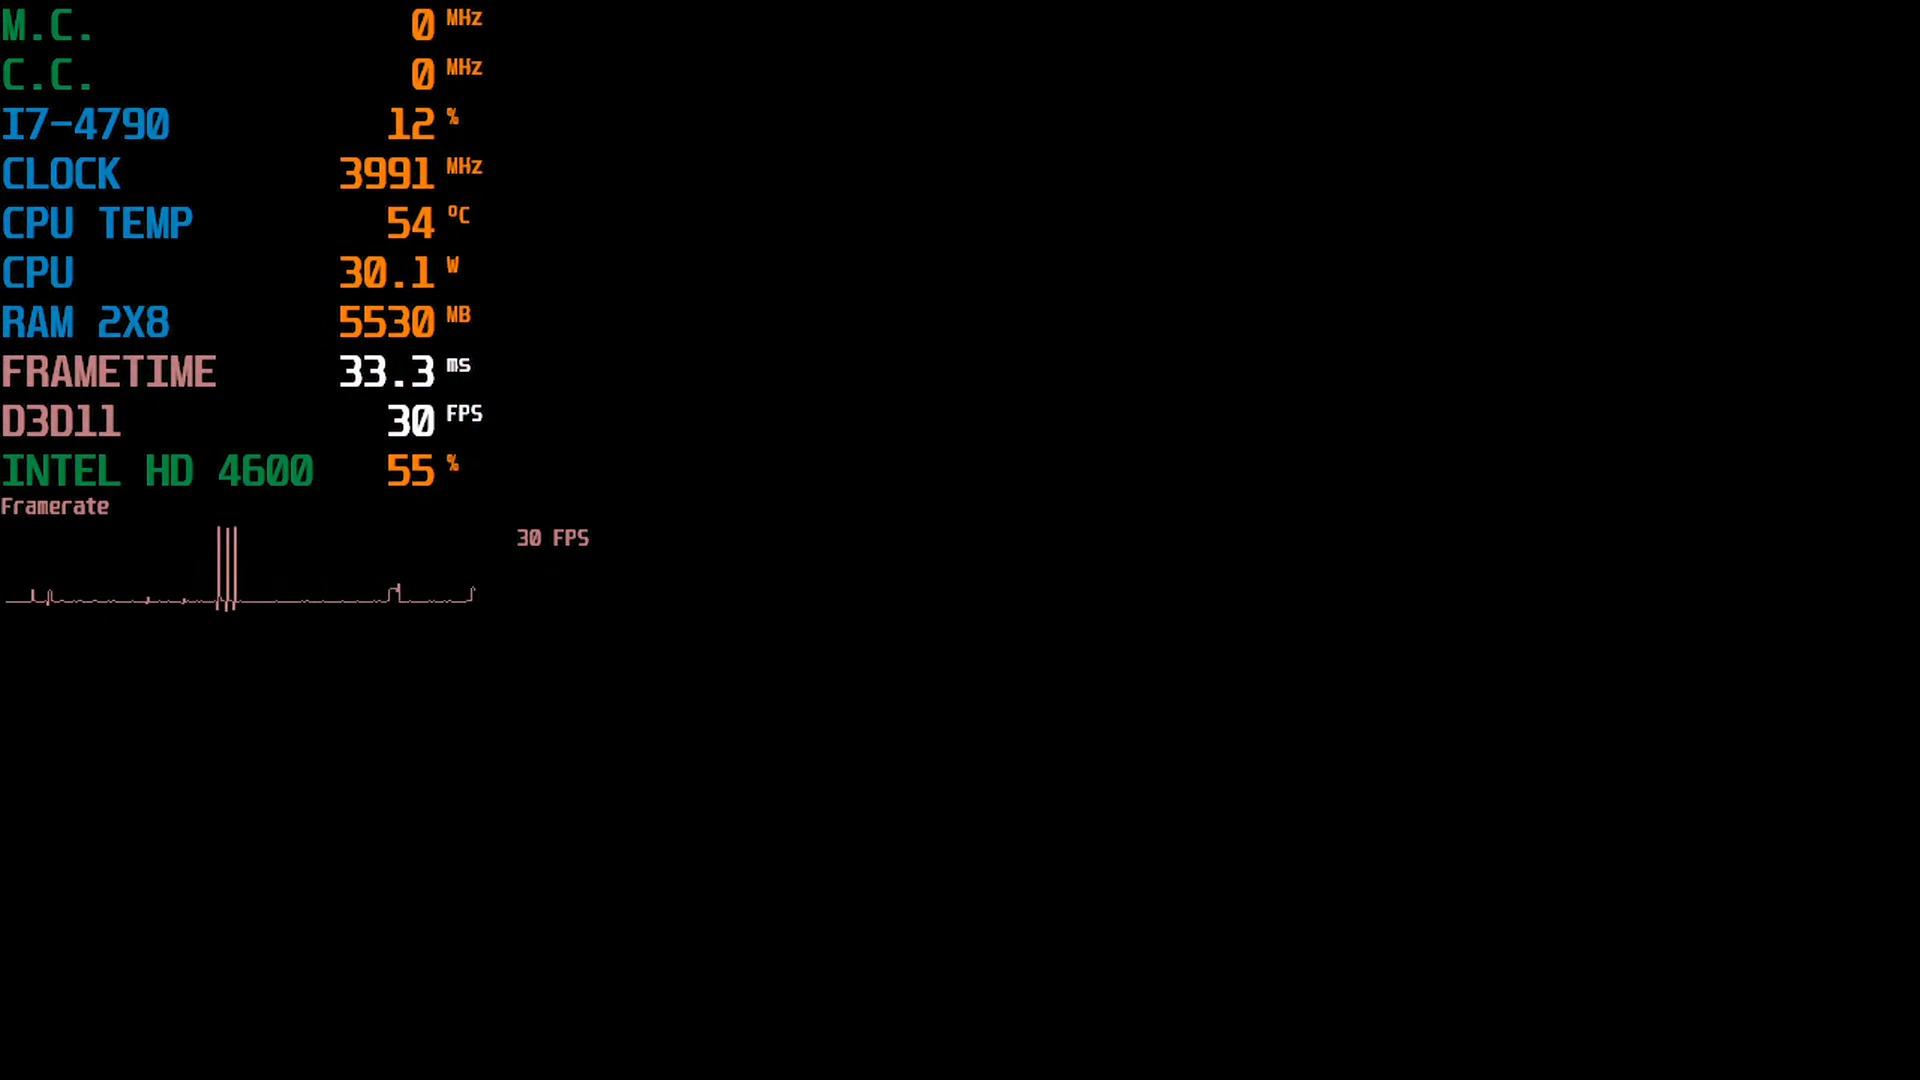 M.C. 0 MHz
C.C. 0 MHz
I7-4790 12 %
CLOCK 3991 MHz
CPU TEMP 54 ºC
CPU 30.1 W
RAM 2X8 5530 MB
FRAMETIME 33.3 ms
D3D11 30 FPS
INTEL HD 4600 55 %
Framerate
30 FPS